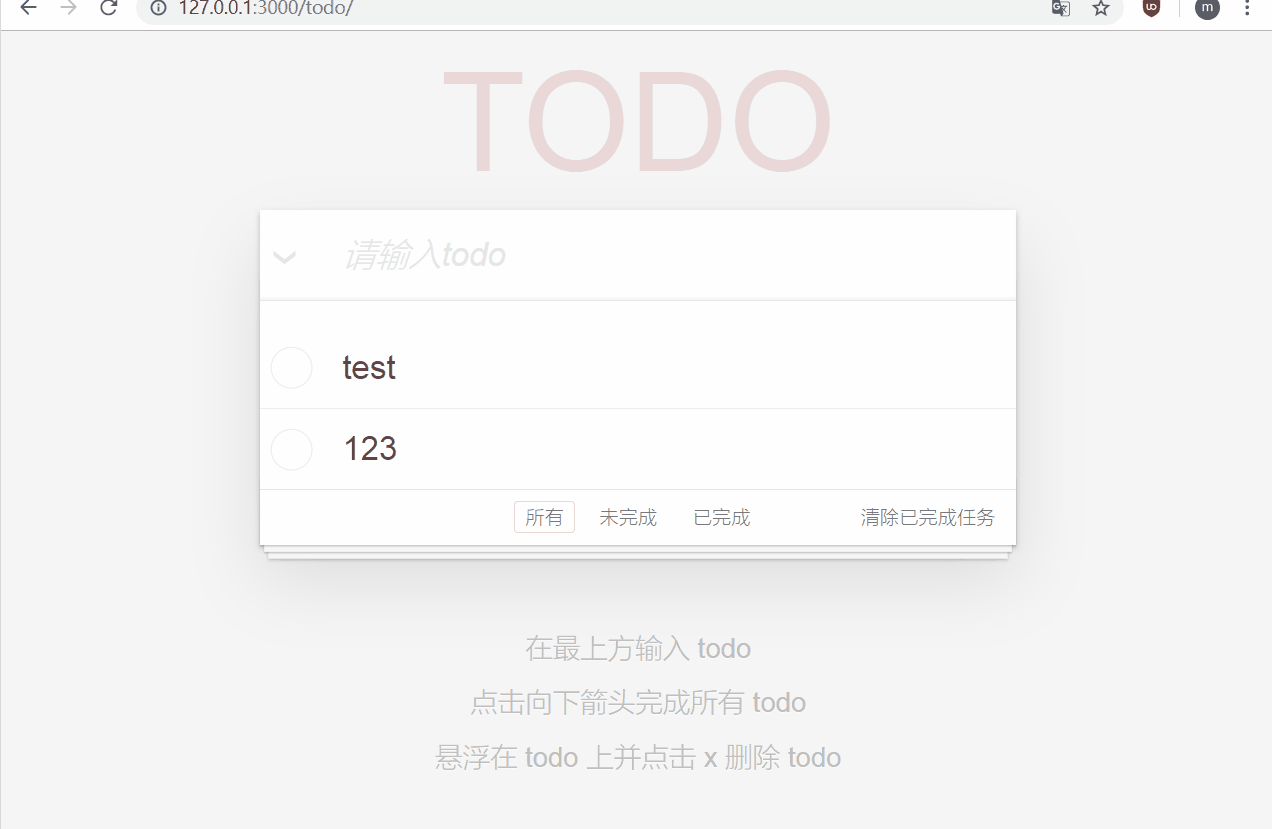 127.0.0.1:3000/todo/
m
TODO
请输入todo
test
123
所有 未完成 已完成 清除已完成任务
在最上方输入 todo
点击向下箭头完成所有 todo
悬浮在 todo 上并点击 x 删除 todo